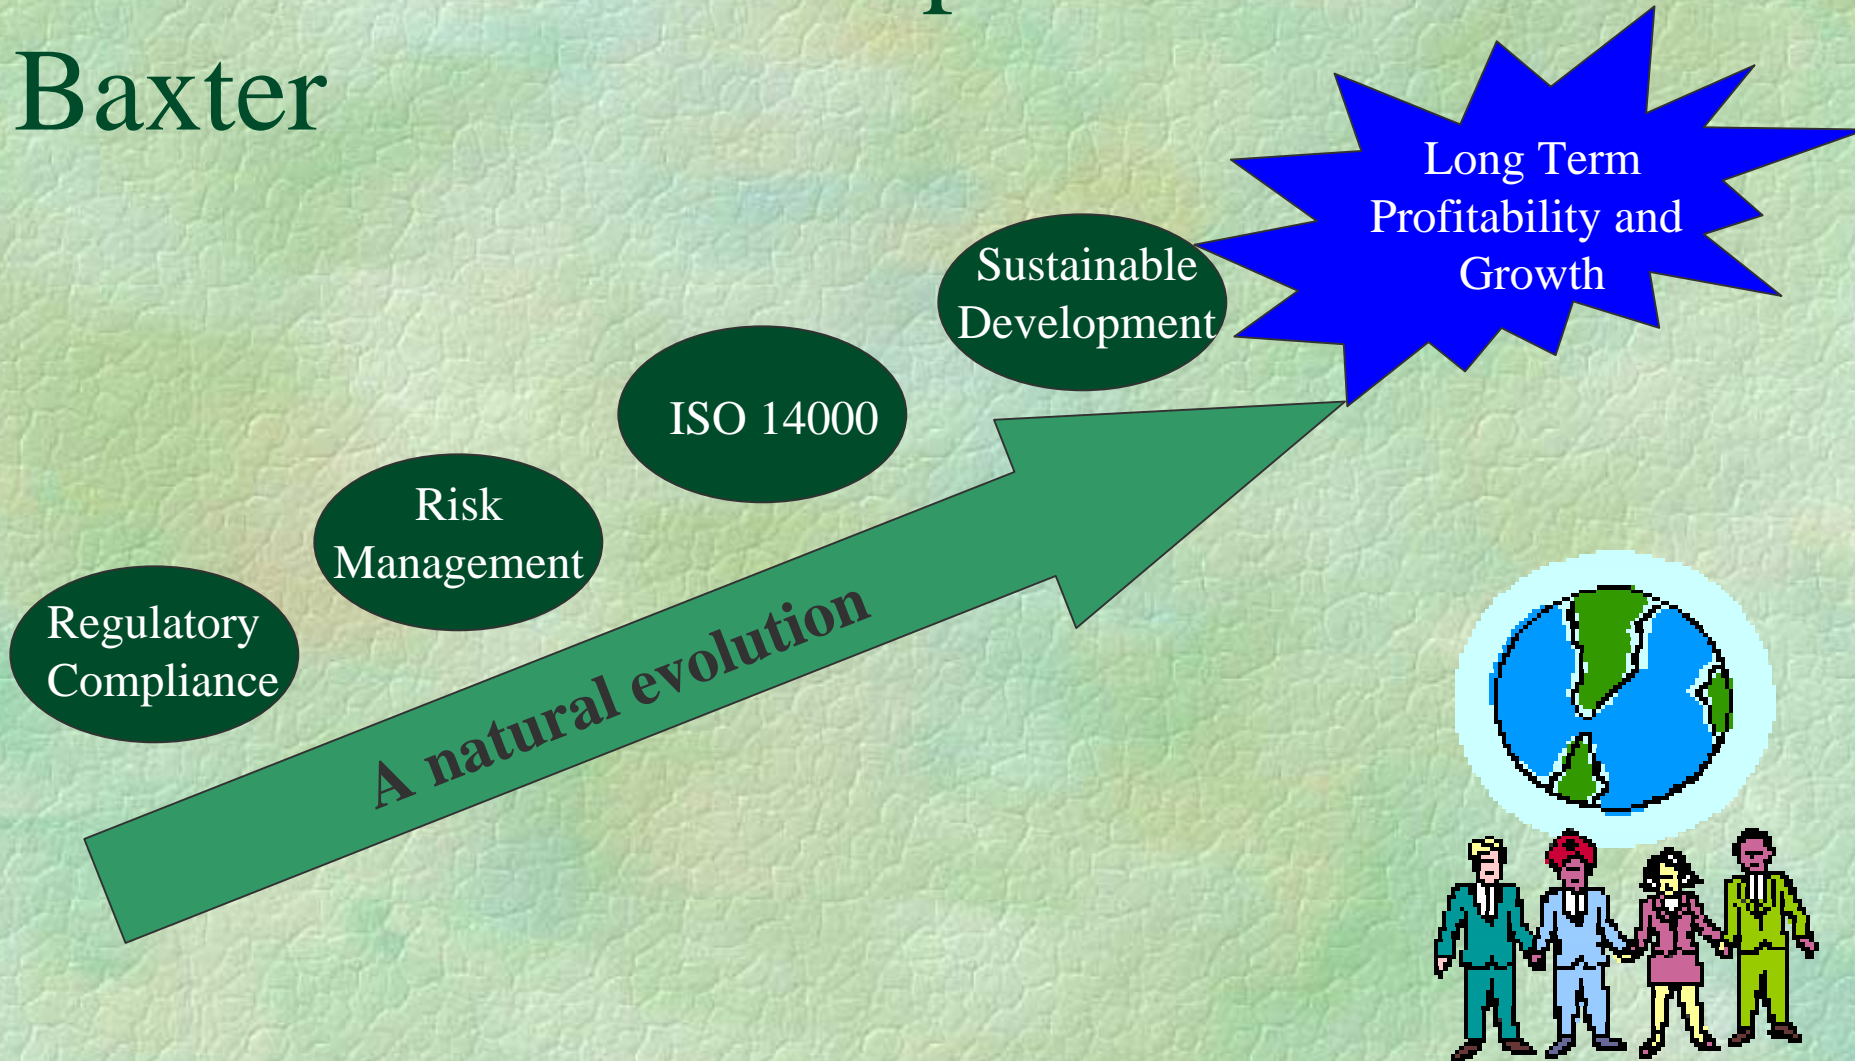 Baxter
Long Term
Profitability and
Growth
Sustainable
Development
ISO 14000
Risk
Management
Regulatory
Compliance
A natural evolution